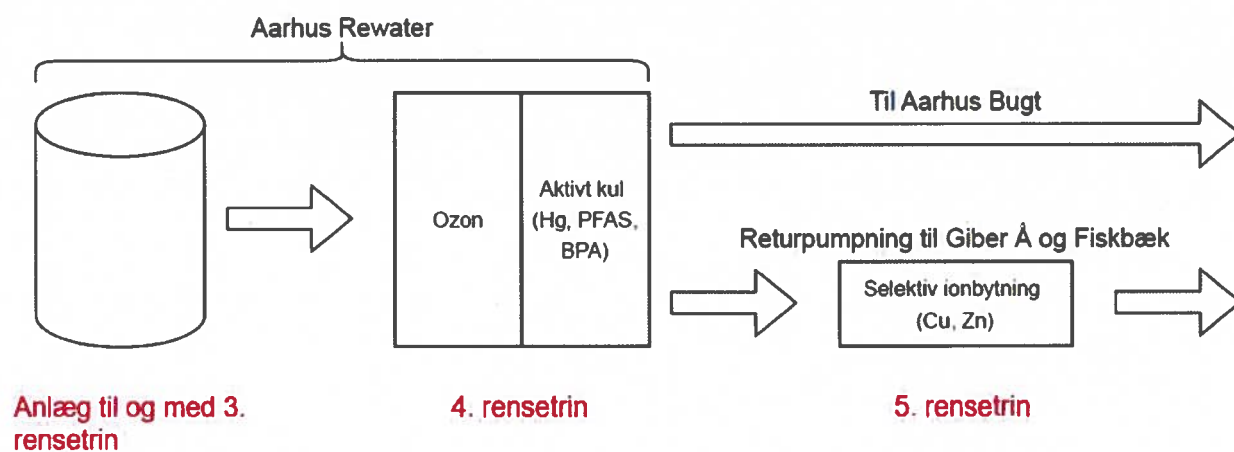 Aarhus Rewater
Til Aarhus Bugt
Ozon
Aktivt kul
(Hg, PFAS,
BPA)
Returpumpning til Giber Å og Fiskbæk
Selektiv ionbytning
(Cu, Zn)
Anlæg til og med 3.
rensetrin
4. rensetrin
5. rensetrin